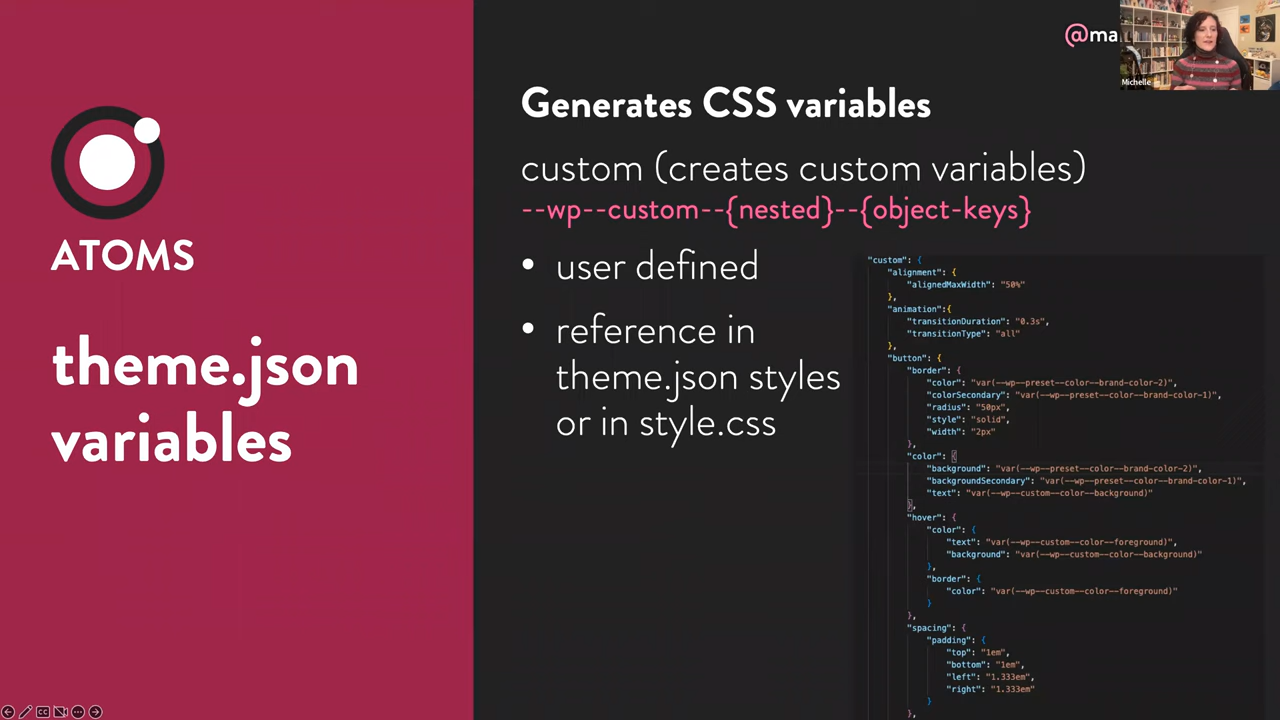 @ma
Michelle
ATOMS
theme.json
variables
Generates CSS variables
custom (creates custom variables)
--wp--custom--{nested}--{object-keys}
• user defined
• reference in
theme.json styles
or in style.css
"custom": {
"alignment": {
"alignedMaxWidth": "50%"
},
"animation":{
"transitionDuration": "0.3s",
"transitionType": "all"
},
"button": {
"border": {
"color": "var(--wp--preset--color--brand-color-2)",
"colorSecondary": "var(--wp--preset--color--brand-color-1)",
"radius": "50px",
"style": "solid",
"width": "2px"
},
"color": {
"background": "var(--wp--preset--color--brand-color-2)",
"backgroundSecondary": "var(--wp--preset--color--brand-color-1)",
"text": "var(--wp--custom--color--background)"
},
"hover": {
"color": {
"text": "var(--wp--custom--color--foreground)",
"background": "var(--wp--custom--color--background)"
},
"border": {
"color": "var(--wp--custom--color--foreground)"
}
},
"spacing": {
"padding": {
"top": "1em",
"bottom": "1em",
"left": "1.333em",
"right": "1.333em"
}
},